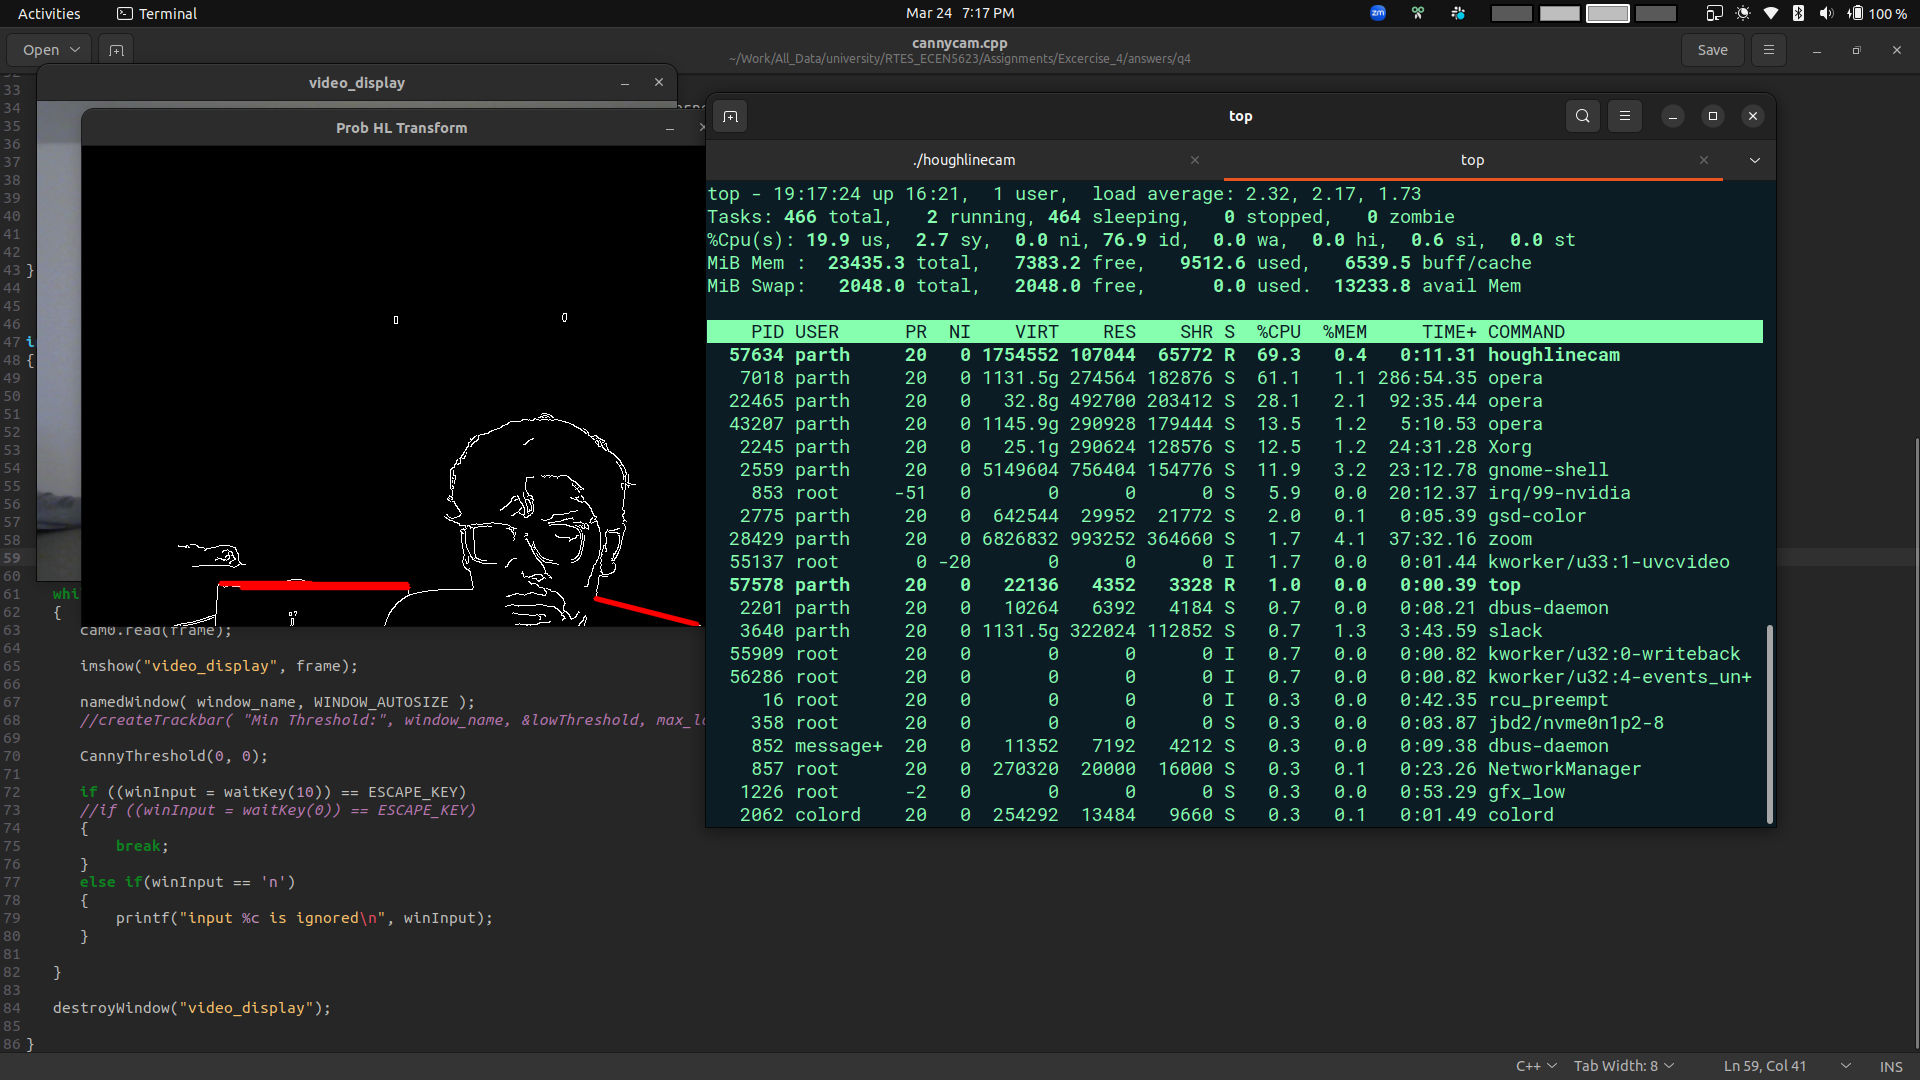 Activities
Terminal
Mar 24 7:17 PM
zm
100 %
Open
cannycam.cpp
~/Work/All_Data/university/RTES_ECEN5623/Assignments/Excercise_4/answers/q4
Save
video_display
Prob HL Transform
top
./houghlinecam
top
top - 19:17:24 up 16:21,  1 user,  load average: 2.32, 2.17, 1.73
Tasks: 466 total,   2 running, 464 sleeping,   0 stopped,   0 zombie
%Cpu(s): 19.9 us,  2.7 sy,  0.0 ni, 76.9 id,  0.0 wa,  0.0 hi,  0.6 si,  0.0 st
MiB Mem :  23435.3 total,   7383.2 free,   9512.6 used,   6539.5 buff/cache
MiB Swap:   2048.0 total,   2048.0 free,      0.0 used.  13233.8 avail Mem
PID USER      PR  NI    VIRT    RES    SHR S  %CPU  %MEM     TIME+ COMMAND
57634 parth     20   0 1754552 107044  65772 R  69.3   0.4   0:11.31 houghlinecam
7018 parth     20   0 1131.5g 274564 182876 S  61.1   1.1 286:54.35 opera
22465 parth     20   0   32.8g 492700 203412 S  28.1   2.1  92:35.44 opera
43207 parth     20   0 1145.9g 290928 179444 S  13.5   1.2   5:10.53 opera
2245 parth     20   0   25.1g 290624 128576 S  12.5   1.2  24:31.28 Xorg
2559 parth     20   0 5149604 756404 154776 S  11.9   3.2  23:12.78 gnome-shell
853 root     -51   0       0      0      0 S   5.9   0.0  20:12.37 irq/99-nvidia
2775 parth     20   0  642544  29952  21772 S   2.0   0.1   0:05.39 gsd-color
28429 parth     20   0 6826832 993252 364660 S   1.7   4.1  37:32.16 zoom
55137 root       0 -20       0      0      0 I   1.7   0.0   0:01.44 kworker/u33:1-uvcvideo
57578 parth     20   0   22136   4352   3328 R   1.0   0.0   0:00.39 top
2201 parth     20   0   10264   6392   4184 S   0.7   0.0   0:08.21 dbus-daemon
3640 parth     20   0 1131.5g 322024 112852 S   0.7   1.3   3:43.59 slack
55909 root      20   0       0      0      0 I   0.7   0.0   0:00.82 kworker/u32:0-writeback
56286 root      20   0       0      0      0 I   0.7   0.0   0:00.82 kworker/u32:4-events_un+
16 root      20   0       0      0      0 I   0.3   0.0   0:42.35 rcu_preempt
358 root      20   0       0      0      0 S   0.3   0.0   0:03.87 jbd2/nvme0n1p2-8
852 message+  20   0   11352   7192   4212 S   0.3   0.0   0:09.38 dbus-daemon
857 root      20   0  270320  20000  16000 S   0.3   0.1   0:23.26 NetworkManager
1226 root      -2   0       0      0      0 S   0.3   0.0   0:53.29 gfx_low
2062 colord    20   0  254292  13484   9660 S   0.3   0.1   0:01.49 colord
33
34
35
36
37
38
39
40
41
42
43 }
44
45
46
47 i
48 {
49
50
51
52
53
54
55
56
57
58
59
60
61 whi
62 {
63 cam0.read(frame);
64
65 imshow("video_display", frame);
66
67 namedWindow( window_name, WINDOW_AUTOSIZE );
68 //createTrackbar( "Min Threshold:", window_name, &lowThreshold, max_lo
69
70 CannyThreshold(0, 0);
71
72 if ((winInput = waitKey(10)) == ESCAPE_KEY)
73 //if ((winInput = waitKey(0)) == ESCAPE_KEY)
74 {
75 break;
76 }
77 else if(winInput == 'n')
78 {
79 printf("input %c is ignored\n", winInput);
80 }
81
82 }
83
84 destroyWindow("video_display");
85
86 }
C++
Tab Width: 8
Ln 59, Col 41
INS